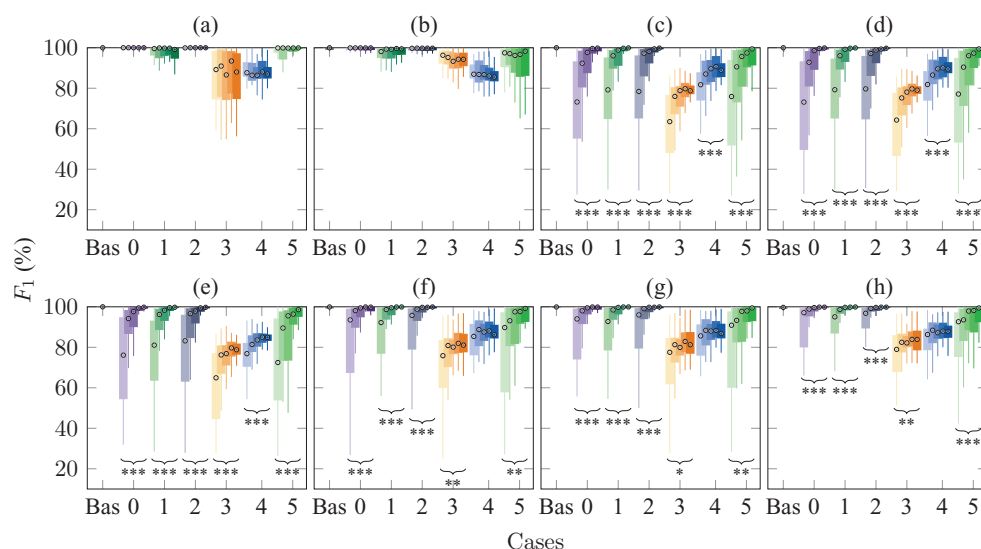 (a) (b) (c) (d)
100
80
60
40
20
*** *** *** *** *** ***
*** *** *** *** *** ***
Bas 0 1 2 3 4 5 Bas 0 1 2 3 4 5 Bas 0 1 2 3 4 5 Bas 0 1 2 3 4 5
F1 (%)
(e) (f) (g) (h)
100
80
60
40
20
*** *** *** *** *** ***
*** *** *** ** **
*** *** *** * **
*** *** *** ** ***
Bas 0 1 2 3 4 5 Bas 0 1 2 3 4 5 Bas 0 1 2 3 4 5 Bas 0 1 2 3 4 5
Cases